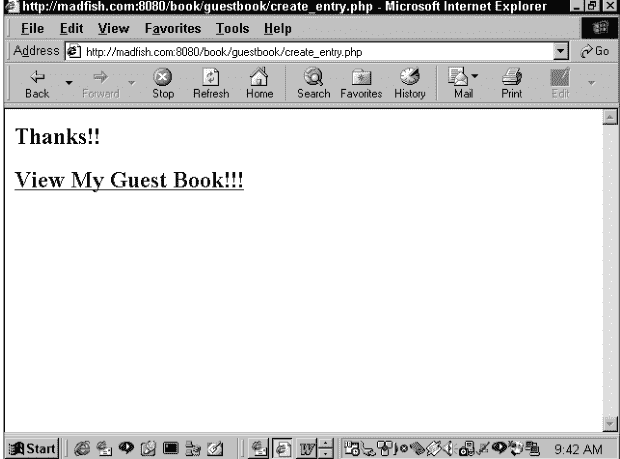 http://madfish.com:8080/book/guestbook/create_entry.php - Microsoft Internet Explorer
File Edit View Favorites Tools Help
Address http://madfish.com:8080/book/guestbook/create_entry.php Go
Back Forward Stop Refresh Home Search Favorites History Mail Print Edit
Thanks!!
View My Guest Book!!!
Start 9:42 AM